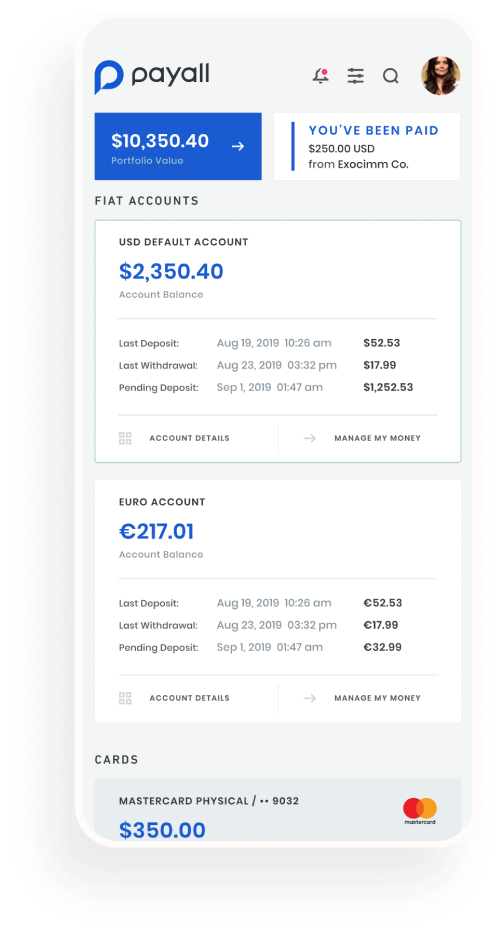 payall
$10,350.40
Portfolio Value
YOU'VE BEEN PAID
$250.00 USD
from Exocimm Co.
FIAT ACCOUNTS
USD DEFAULT ACCOUNT
$2,350.40
Account Balance
Last Deposit: Aug 19, 2019 10:26 am $52.53
Last Withdrawal: Aug 23, 2019 03:32 pm $17.99
Pending Deposit: Sep 1, 2019 01:47 am $1,252.53
ACCOUNT DETAILS → MANAGE MY MONEY
EURO ACCOUNT
€217.01
Account Balance
Last Deposit: Aug 19, 2019 10:26 am €52.53
Last Withdrawal: Aug 23, 2019 03:32 pm €17.99
Pending Deposit: Sep 1, 2019 01:47 am €32.99
ACCOUNT DETAILS → MANAGE MY MONEY
CARDS
MASTERCARD PHYSICAL / •• 9032
mastercard
$350.00